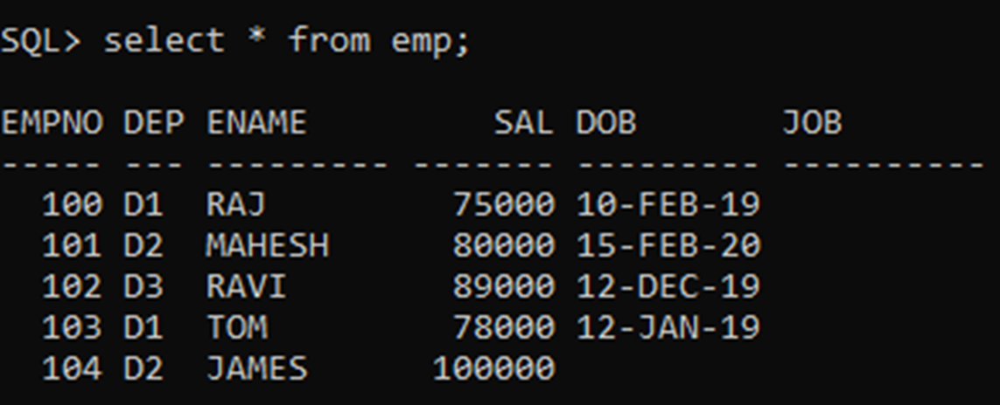 SQL> select * from emp;
EMPNO DEP ENAME         SAL DOB       JOB
----- --- --------- ------- --------- ----------
  100 D1  RAJ         75000 10-FEB-19
  101 D2  MAHESH      80000 15-FEB-20
  102 D3  RAVI        89000 12-DEC-19
  103 D1  TOM         78000 12-JAN-19
  104 D2  JAMES      100000